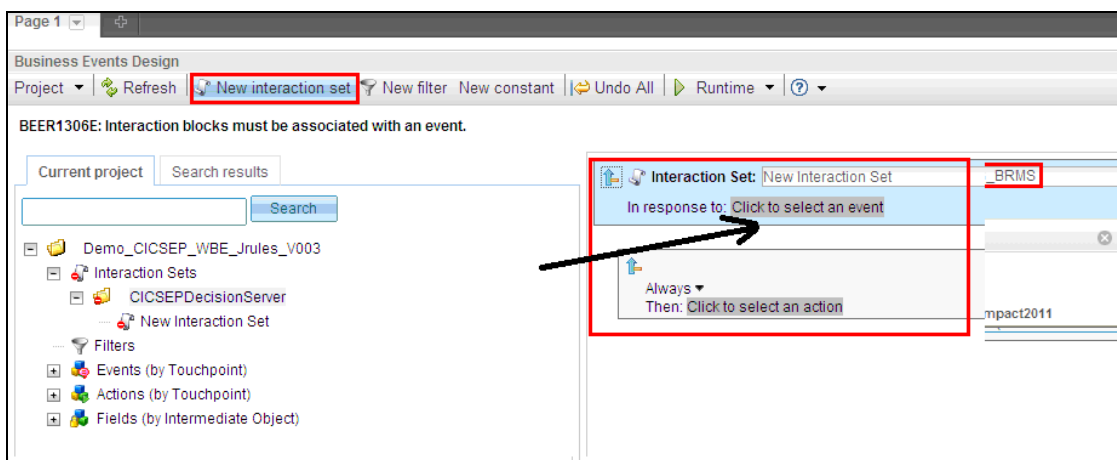 Page 1
Business Events Design
Project Refresh New interaction set New filter New constant Undo All Runtime ?
BEER1306E: Interaction blocks must be associated with an event.
Current project Search results
Search
Demo_CICSEP_WBE_Jrules_V003
Interaction Sets
CICSEPDecisionServer
New Interaction Set
Filters
Events (by Touchpoint)
Actions (by Touchpoint)
Fields (by Intermediate Object)
Interaction Set: New Interaction Set _BRMS
In response to: Click to select an event
Always
Then: Click to select an action
mpact2011